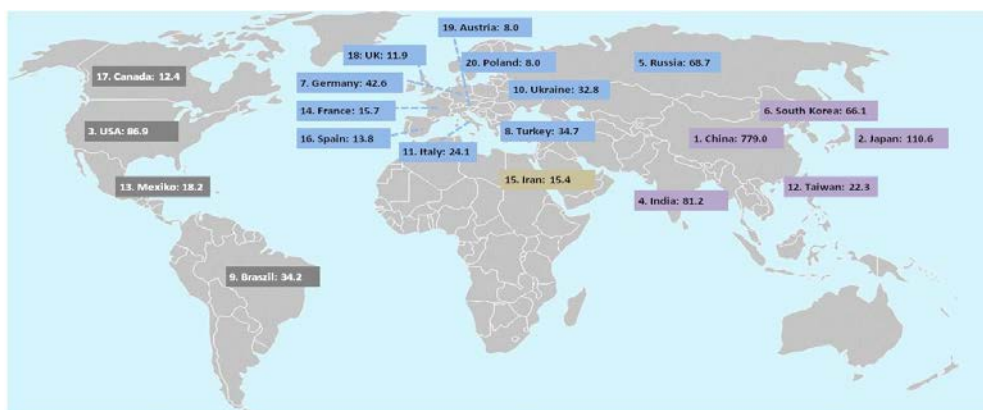 19. Austria: 8.0
18: UK: 11.9
20. Poland: 8.0
5. Russia: 68.7
17. Canada: 12.4
7. Germany: 42.6
10. Ukraine: 32.8
14. France: 15.7
6. South Korea: 66.1
3. USA: 86.9
16. Spain: 13.8
8. Turkey: 34.7
1. China: 779.0
2. Japan: 110.6
11. Italy: 24.1
13. Mexiko: 18.2
15. Iran: 15.4
12. Taiwan: 22.3
4. India: 81.2
9. Braszil: 34.2